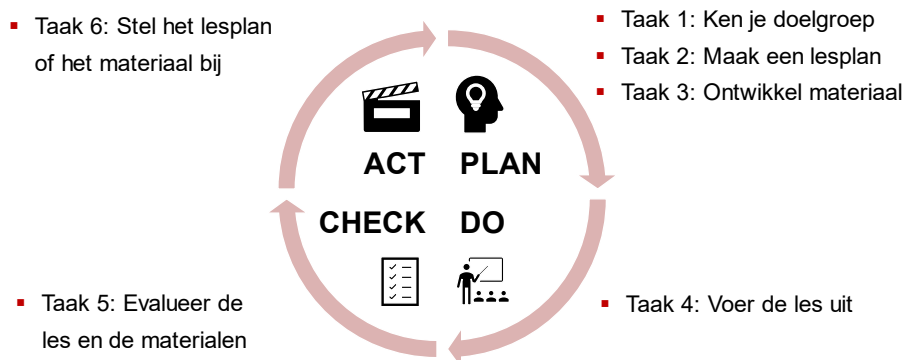 Taak 6: Stel het lesplan
of het materiaal bij
Taak 1: Ken je doelgroep
Taak 2: Maak een lesplan
Taak 3: Ontwikkel materiaal
ACT
PLAN
CHECK
DO
Taak 5: Evalueer de
les en de materialen
Taak 4: Voer de les uit